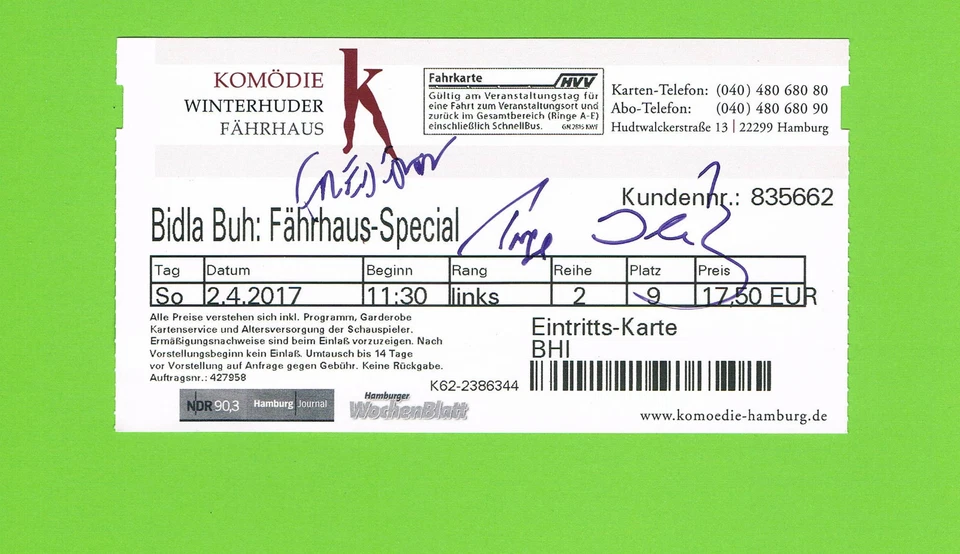 KOMÖDIE
WINTERHUDER
FÄHRHAUS
k
Fahrkarte HVV
Gültig am Veranstaltungstag für
eine Fahrt zum Veranstaltungsort und
zurück im Gesamtbereich (Ringe A-E)
einschließlich SchnellBus.
Karten-Telefon: (040) 480 680 80
Abo-Telefon: (040) 480 680 90
Hudtwalckerstraße 13 | 22299 Hamburg
Kundennr.: 835662
Bidla Buh: Fährhaus-Special
Tag Datum Beginn Rang Reihe Platz Preis
So 2.4.2017 11:30 links 2 9 17,50 EUR
Alle Preise verstehen sich inkl. Programm, Garderobe
Kartenservice und Altersversorgung der Schauspieler.
Ermäßigungsnachweise sind beim Einlaß vorzuzeigen. Nach
Vorstellungsbeginn kein Einlaß. Umtausch bis 14 Tage
vor Vorstellung auf Anfrage gegen Gebühr. Keine Rückgabe.
Auftragsnr.: 427958
Eintritts-Karte
BHI
K62-2386344
NDR 90,3 Hamburg Journal
Hamburger
WochenBlatt
www.komoedie-hamburg.de